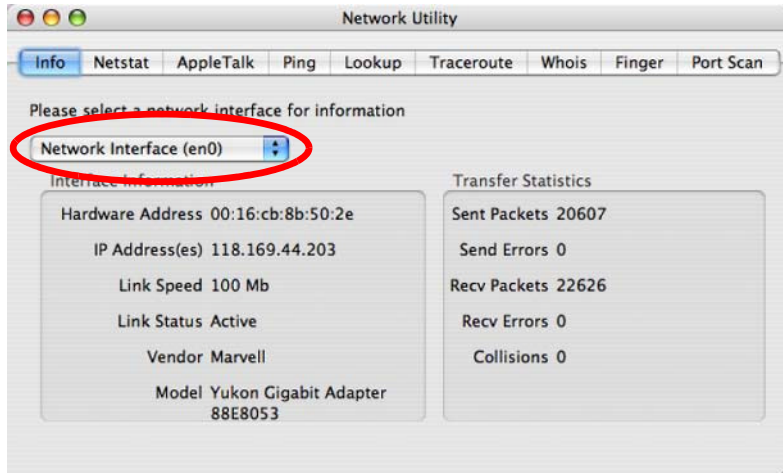 Network Utility
Info Netstat AppleTalk Ping Lookup Traceroute Whois Finger Port Scan
Please select a network interface for information
Network Interface (en0)
Interface Information
Hardware Address 00:16:cb:8b:50:2e
IP Address(es) 118.169.44.203
Link Speed 100 Mb
Link Status Active
Vendor Marvell
Model Yukon Gigabit Adapter
88E8053
Transfer Statistics
Sent Packets 20607
Send Errors 0
Recv Packets 22626
Recv Errors 0
Collisions 0